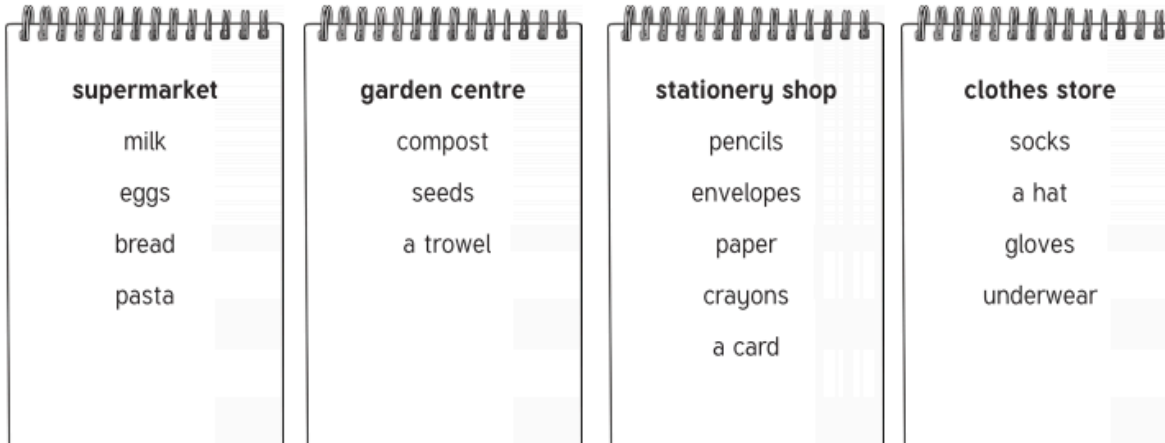 supermarket
milk
eggs
bread
pasta
garden centre
compost
seeds
a trowel
stationery shop
pencils
envelopes
paper
crayons
a card
clothes store
socks
a hat
gloves
underwear